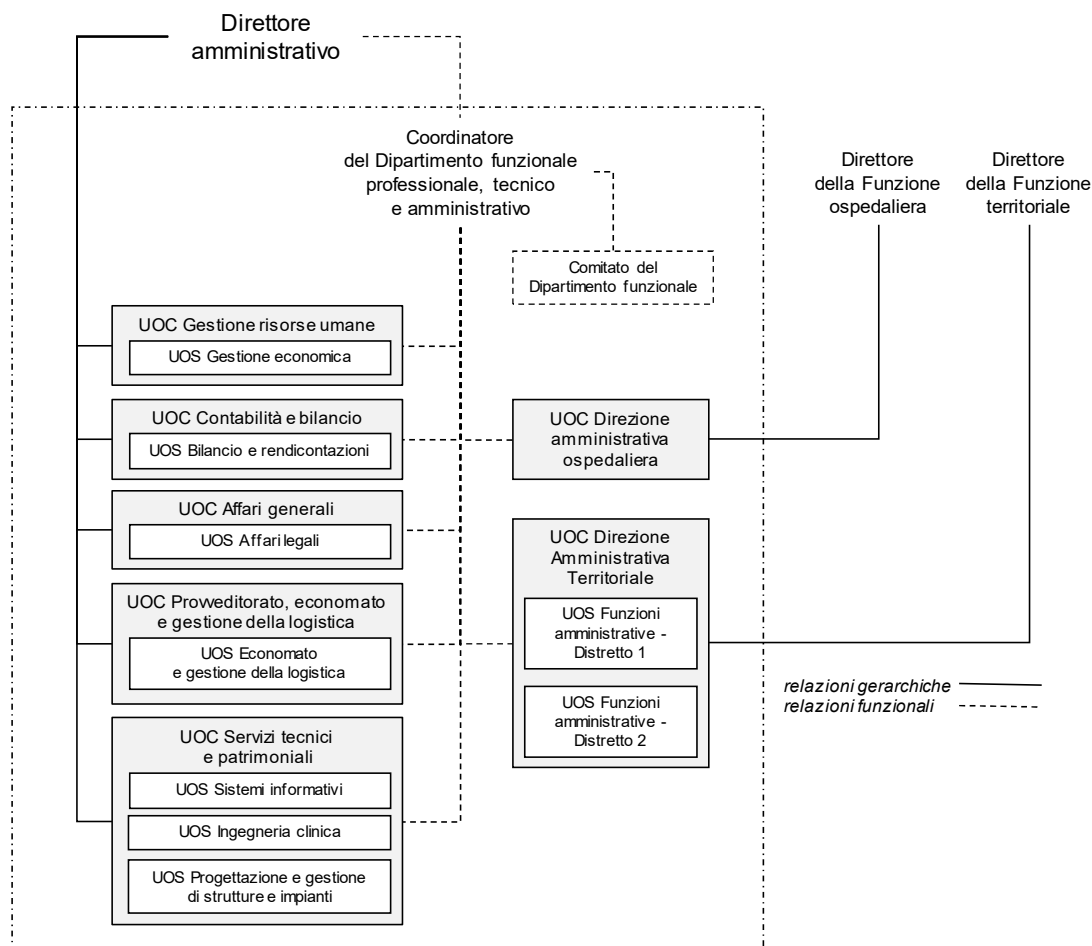 Direttore
amministrativo
Coordinatore
del Dipartimento funzionale
professionale, tecnico
e amministrativo
Direttore
della Funzione
ospedaliera
Direttore
della Funzione
territoriale
Comitato del
Dipartimento funzionale
UOC Gestione risorse umane
UOS Gestione economica
UOC Contabilità e bilancio
UOS Bilancio e rendicontazioni
UOC Direzione
amministrativa
ospedaliera
UOC Affari generali
UOS Affari legali
UOC Direzione
Amministrativa
Territoriale
UOS Funzioni
amministrative -
Distretto 1
UOS Funzioni
amministrative -
Distretto 2
UOC Provveditorato, economato
e gestione della logistica
UOS Economato
e gestione della logistica
UOC Servizi tecnici
e patrimoniali
UOS Sistemi informativi
UOS Ingegneria clinica
UOS Progettazione e gestione
di strutture e impianti
relazioni gerarchiche
relazioni funzionali